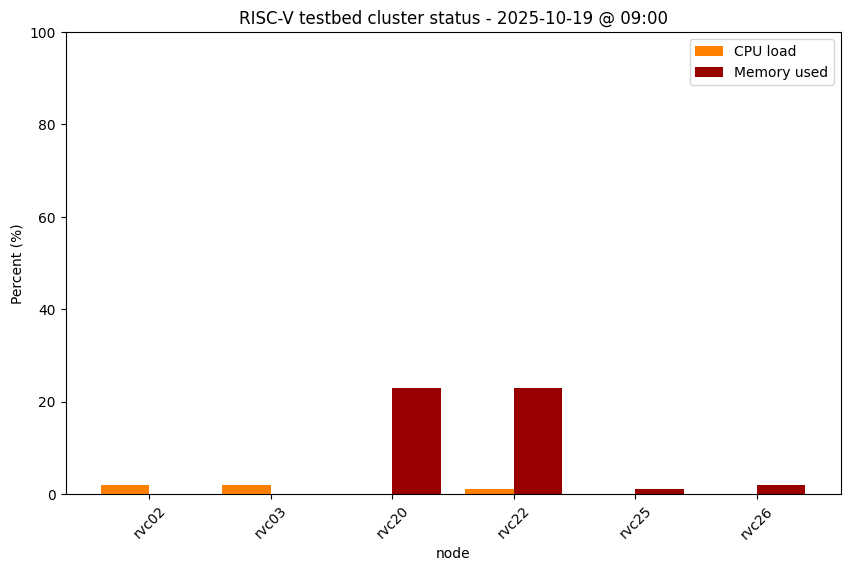 RISC-V testbed cluster status - 2025-10-19 @ 09:00
CPU load
Memory used
Percent (%)
100
80
60
40
20
0
rvc02 rvc03 rvc20 rvc22 rvc25 rvc26
node